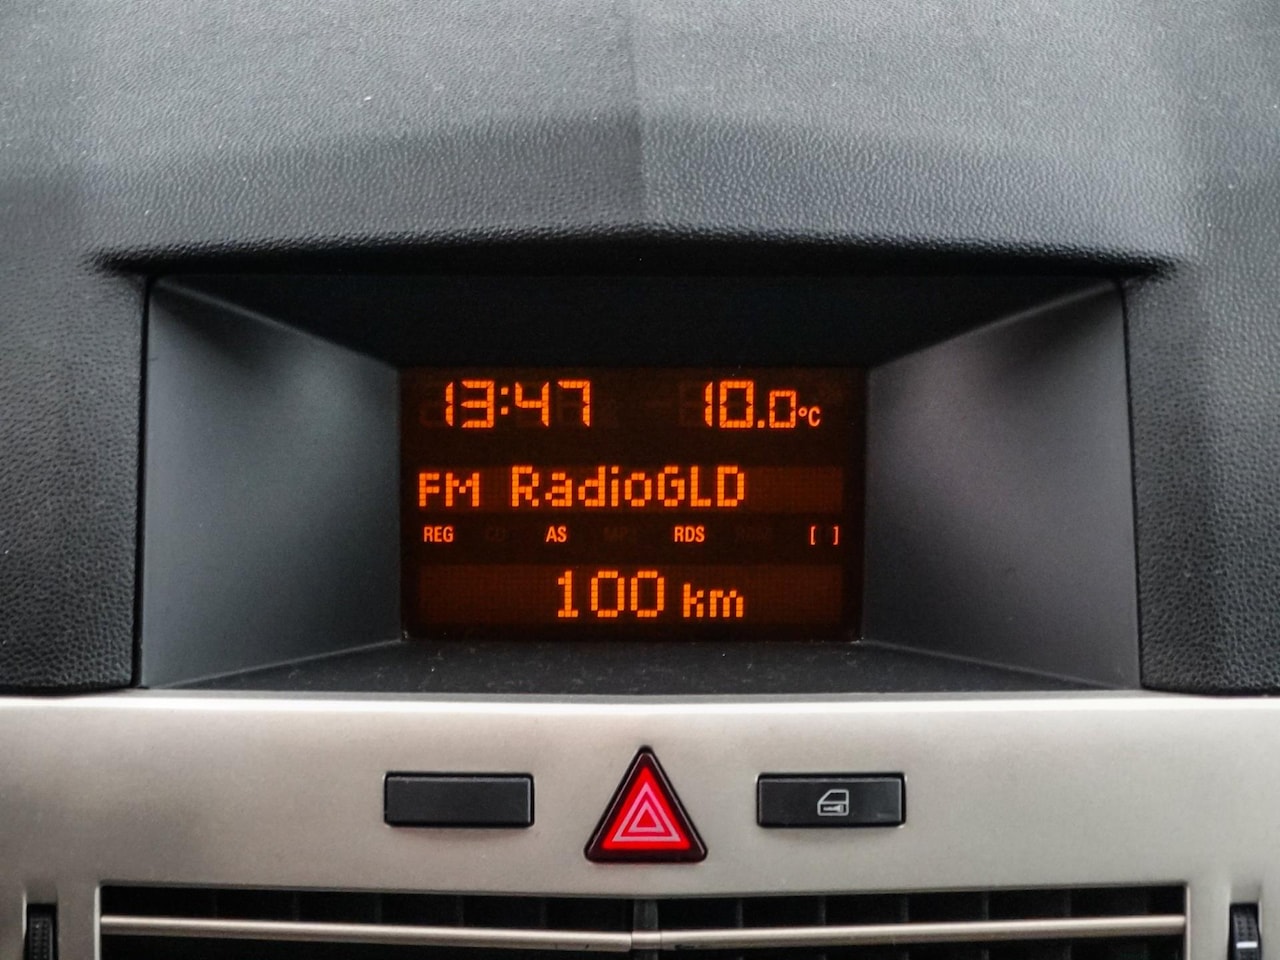 13:47 10.0°C
FM RadioGLD
REG AS RDS [ ]
100 km